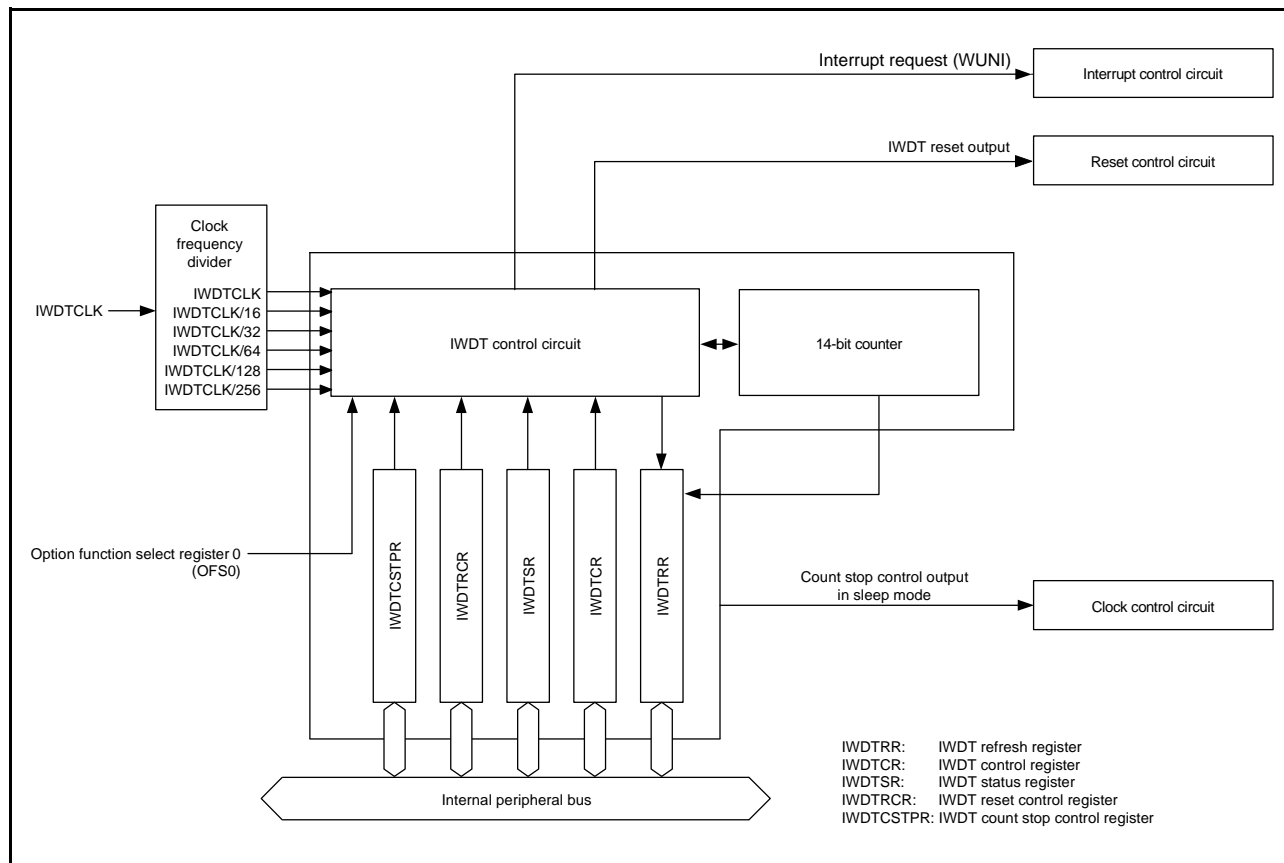 Interrupt request (WUNI)
Interrupt control circuit
IWDT reset output
Reset control circuit
Clock
frequency
divider
IWDTCLK
IWDTCLK
IWDTCLK/16
IWDTCLK/32
IWDTCLK/64
IWDTCLK/128
IWDTCLK/256
IWDT control circuit
14-bit counter
Option function select register 0
(OFS0)
IWDTCSTPR
IWDTRCR
IWDTSR
IWDTCR
IWDTRR
Count stop control output
in sleep mode
Clock control circuit
Internal peripheral bus
IWDTRR: IWDT refresh register
IWDTCR: IWDT control register
IWDTSR: IWDT status register
IWDTRCR: IWDT reset control register
IWDTCSTPR: IWDT count stop control register